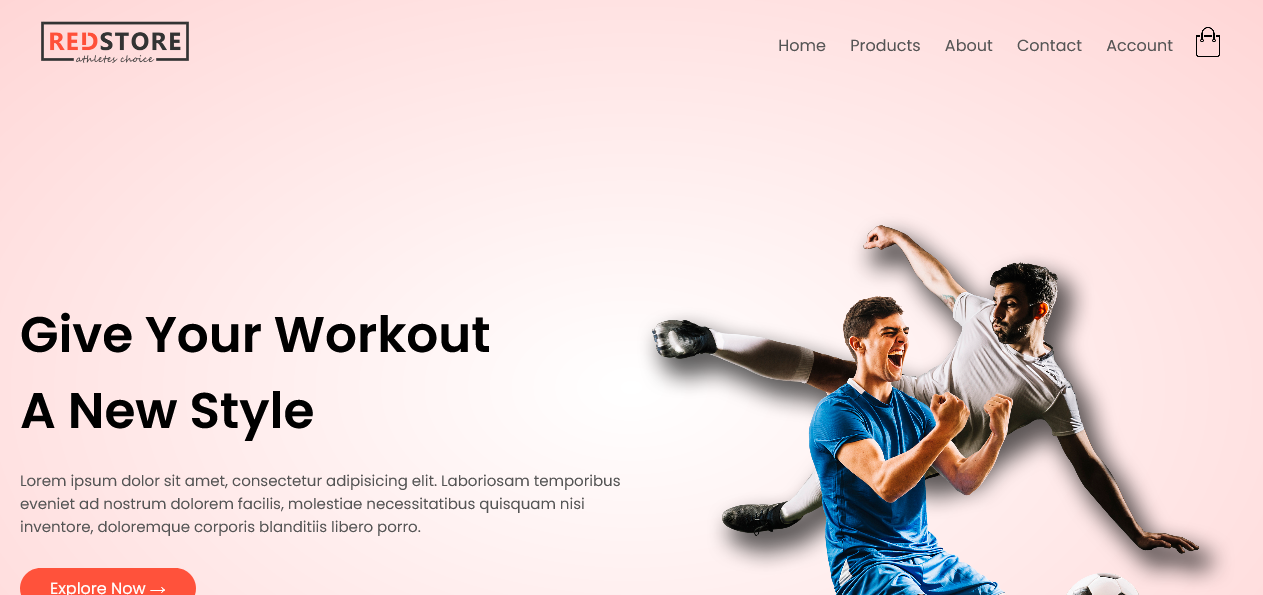 REDSTORE
athletes choice
Home Products About Contact Account
Give Your Workout
A New Style
Lorem ipsum dolor sit amet, consectetur adipisicing elit. Laboriosam temporibus
eveniet ad nostrum dolorem facilis, molestiae necessitatibus quisquam nisi
inventore, doloremque corporis blanditiis libero porro.
Explore Now →